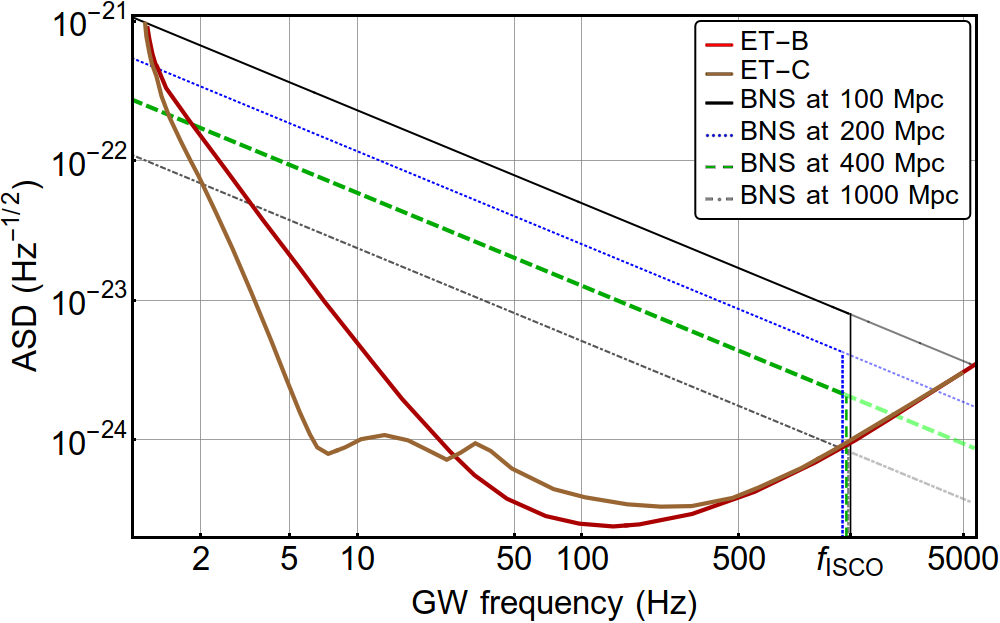 10−21
10−22
10−23
10−24
ASD (Hz−1/2)
ET−B
ET−C
BNS at 100 Mpc
BNS at 200 Mpc
BNS at 400 Mpc
BNS at 1000 Mpc
2 5 10 50 100 500 fISCO 5000
GW frequency (Hz)